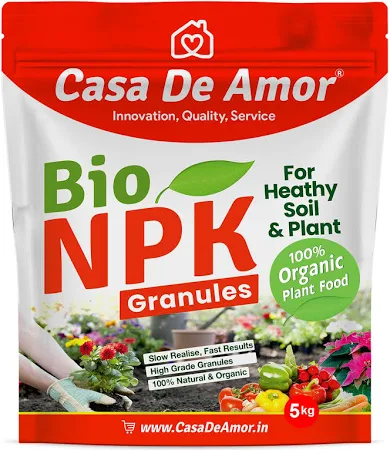 Casa De Amor®
Innovation, Quality, Service
Bio
NPK
Granules
For
Heathy
Soil
& Plant
100%
Organic
Plant Food
Slow Realise, Fast Results
High Grade Granules
100% Natural & Organic
5kg
www.CasaDeAmor.in